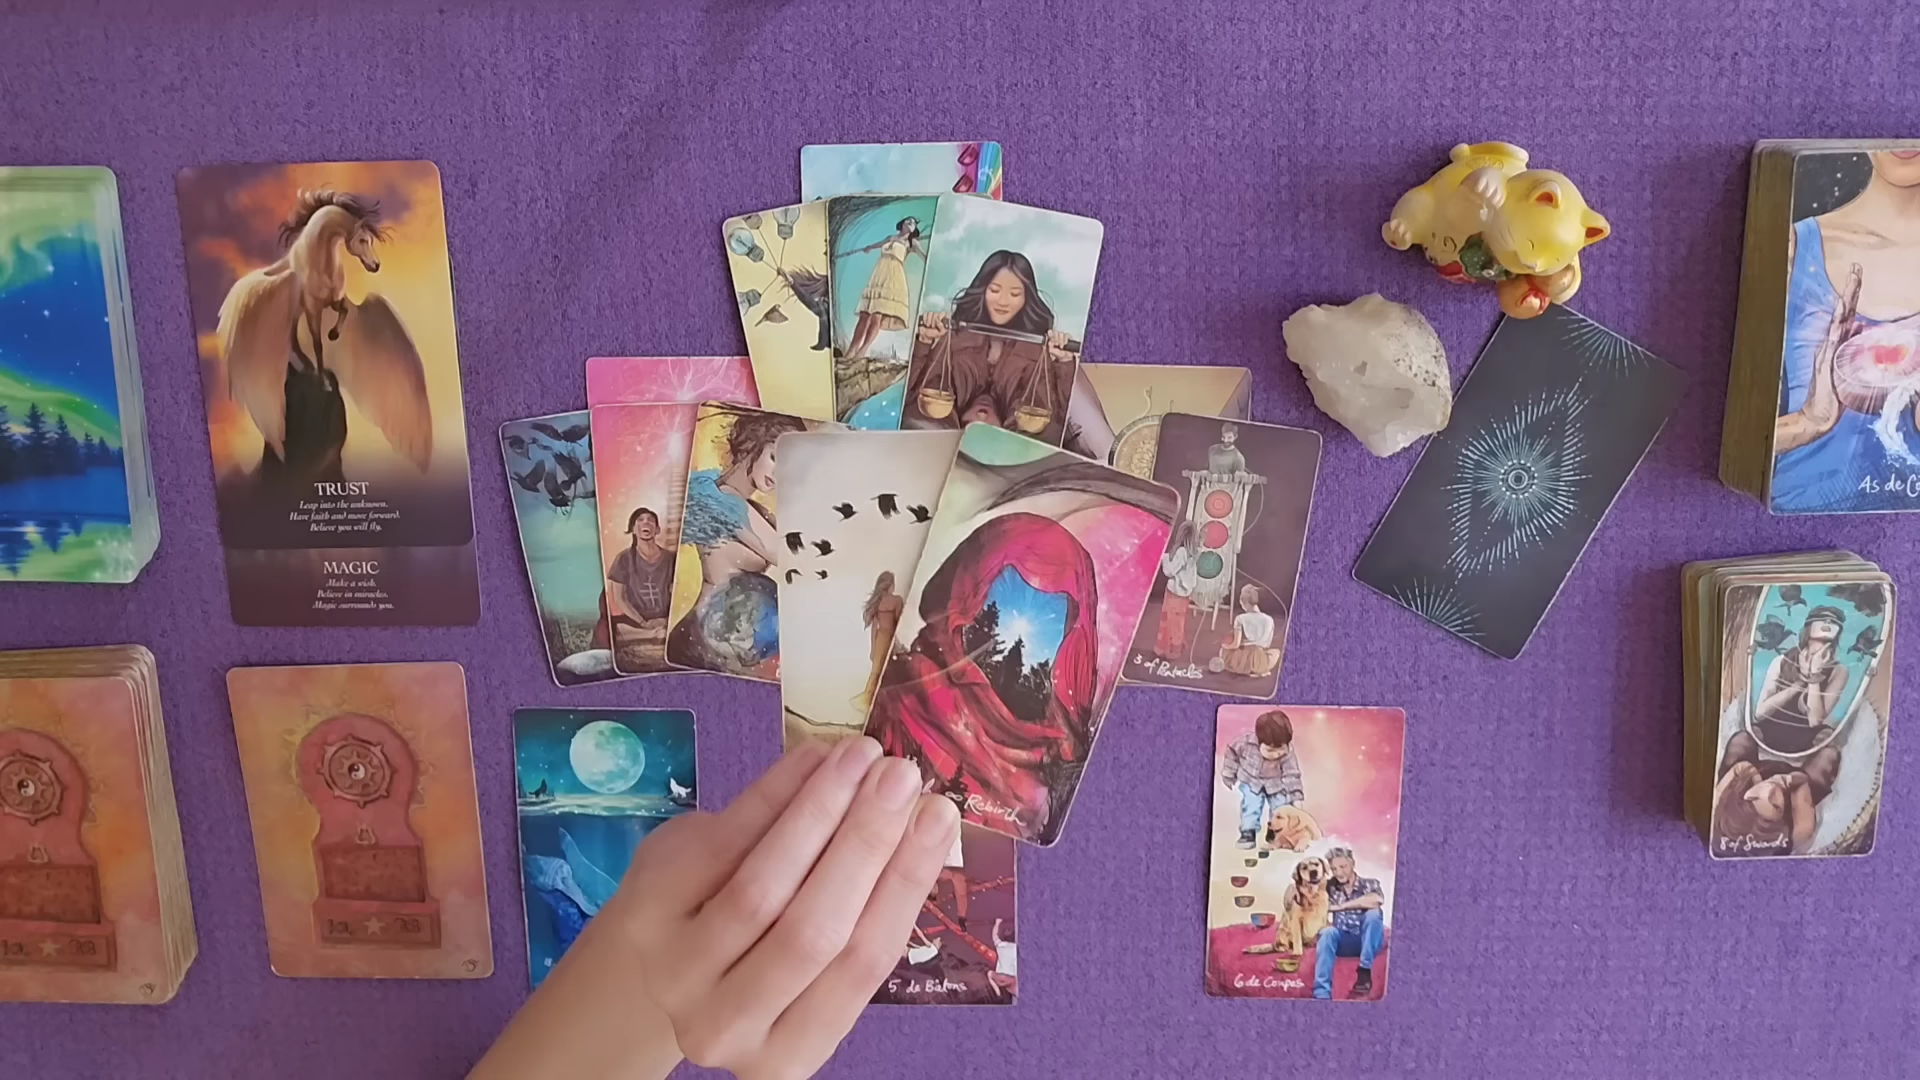 TRUST
Leap into the unknown.
Have faith and move forward.
Believe you will fly.
MAGIC
Make a wish.
Believe in miracles.
Magic surrounds you.
As de Co
3 of Pentacles
∞ Rebirth
8 of Swords
5 de Bâtons
6 de Coupes